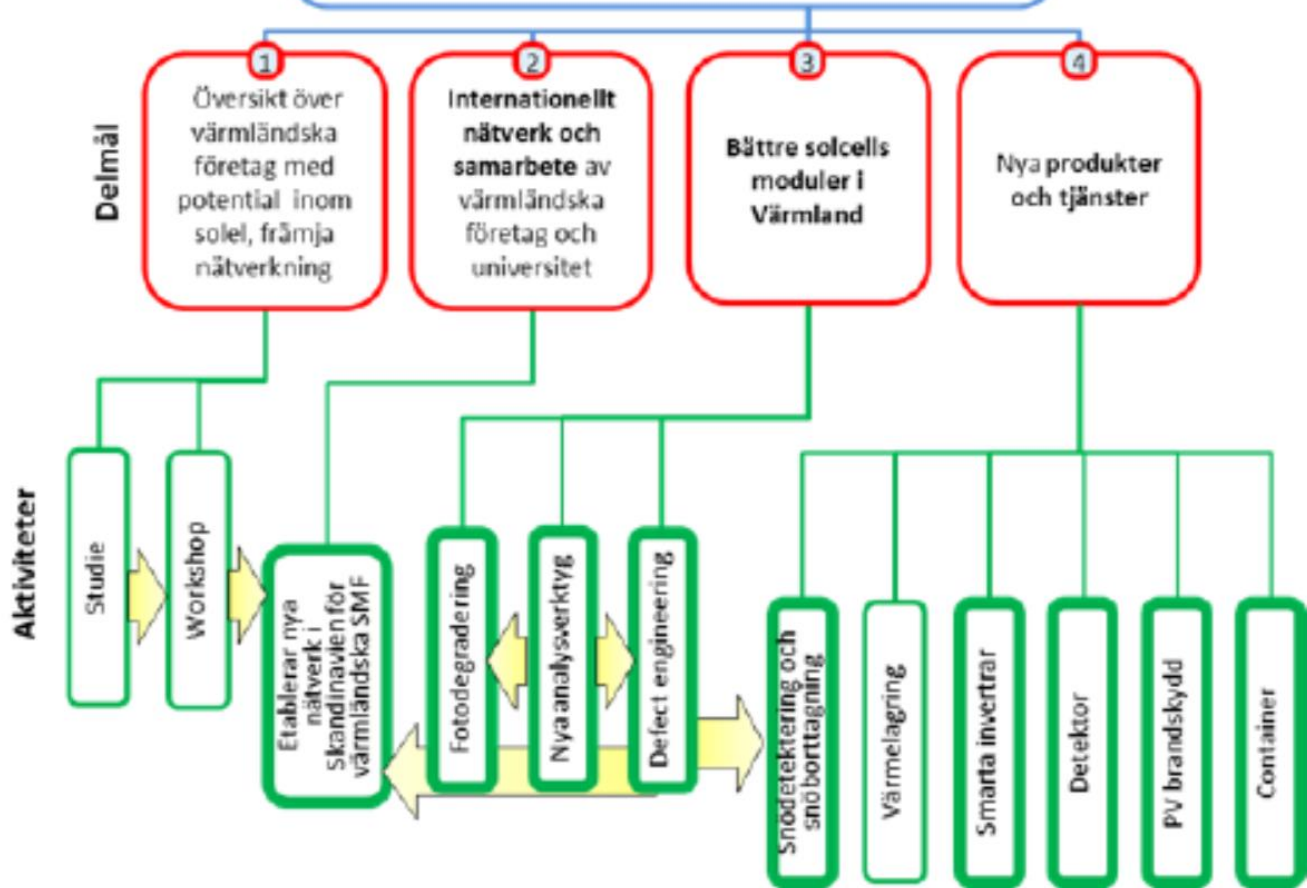 1
2
3
4
Delmål
Översikt över
värmländska
företag med
potential inom
solel, främja
nätverkning
Internationellt
nätverk och
samarbete av
värmländska
företag och
universitet
Bättre solcells
moduler i
Värmland
Nya produkter
och tjänster
Aktiviteter
Studie
Workshop
Etablerar nya
nätverk i
Skandinavien för
värmländska SMF
Fotodegradering
Nya analysverktyg
Defect engineering
Snödetektering och
snöborttagning
Värmelagring
Smarta invertrar
Detektor
PV brandskydd
Container